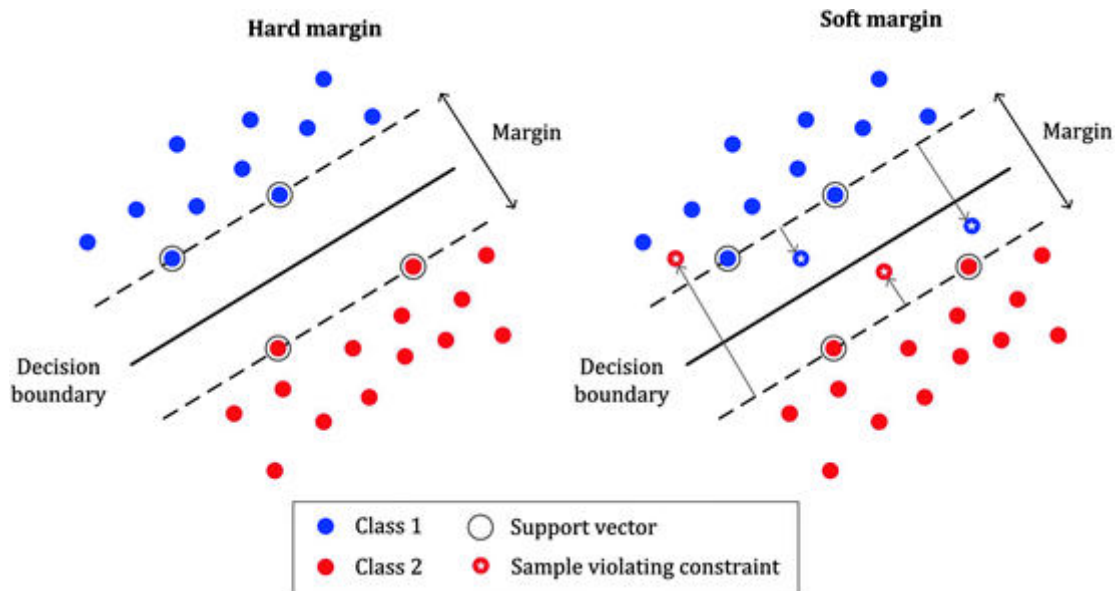 Hard margin
Soft margin
Margin
Margin
Decision
boundary
Decision
boundary
Class 1
Support vector
Class 2
Sample violating constraint